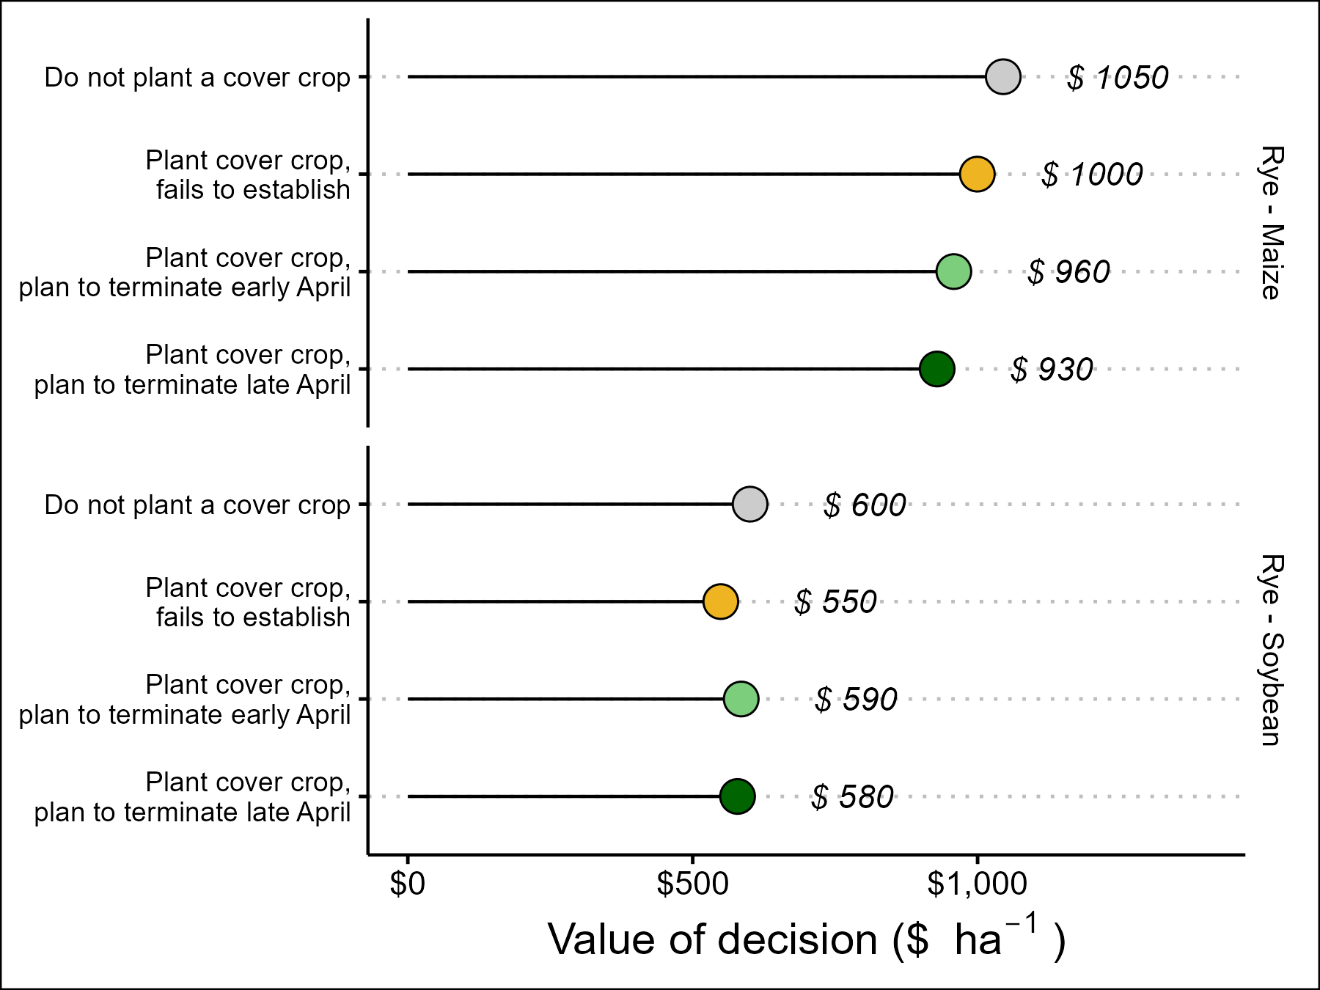 Do not plant a cover crop
$ 1050
Plant cover crop,
fails to establish
$ 1000
Plant cover crop,
plan to terminate early April
$ 960
Plant cover crop,
plan to terminate late April
$ 930
Rye - Maize
Do not plant a cover crop
$ 600
Plant cover crop,
fails to establish
$ 550
Plant cover crop,
plan to terminate early April
$ 590
Plant cover crop,
plan to terminate late April
$ 580
Rye - Soybean
$0 $500 $1,000
Value of decision ($ ha⁻¹ )